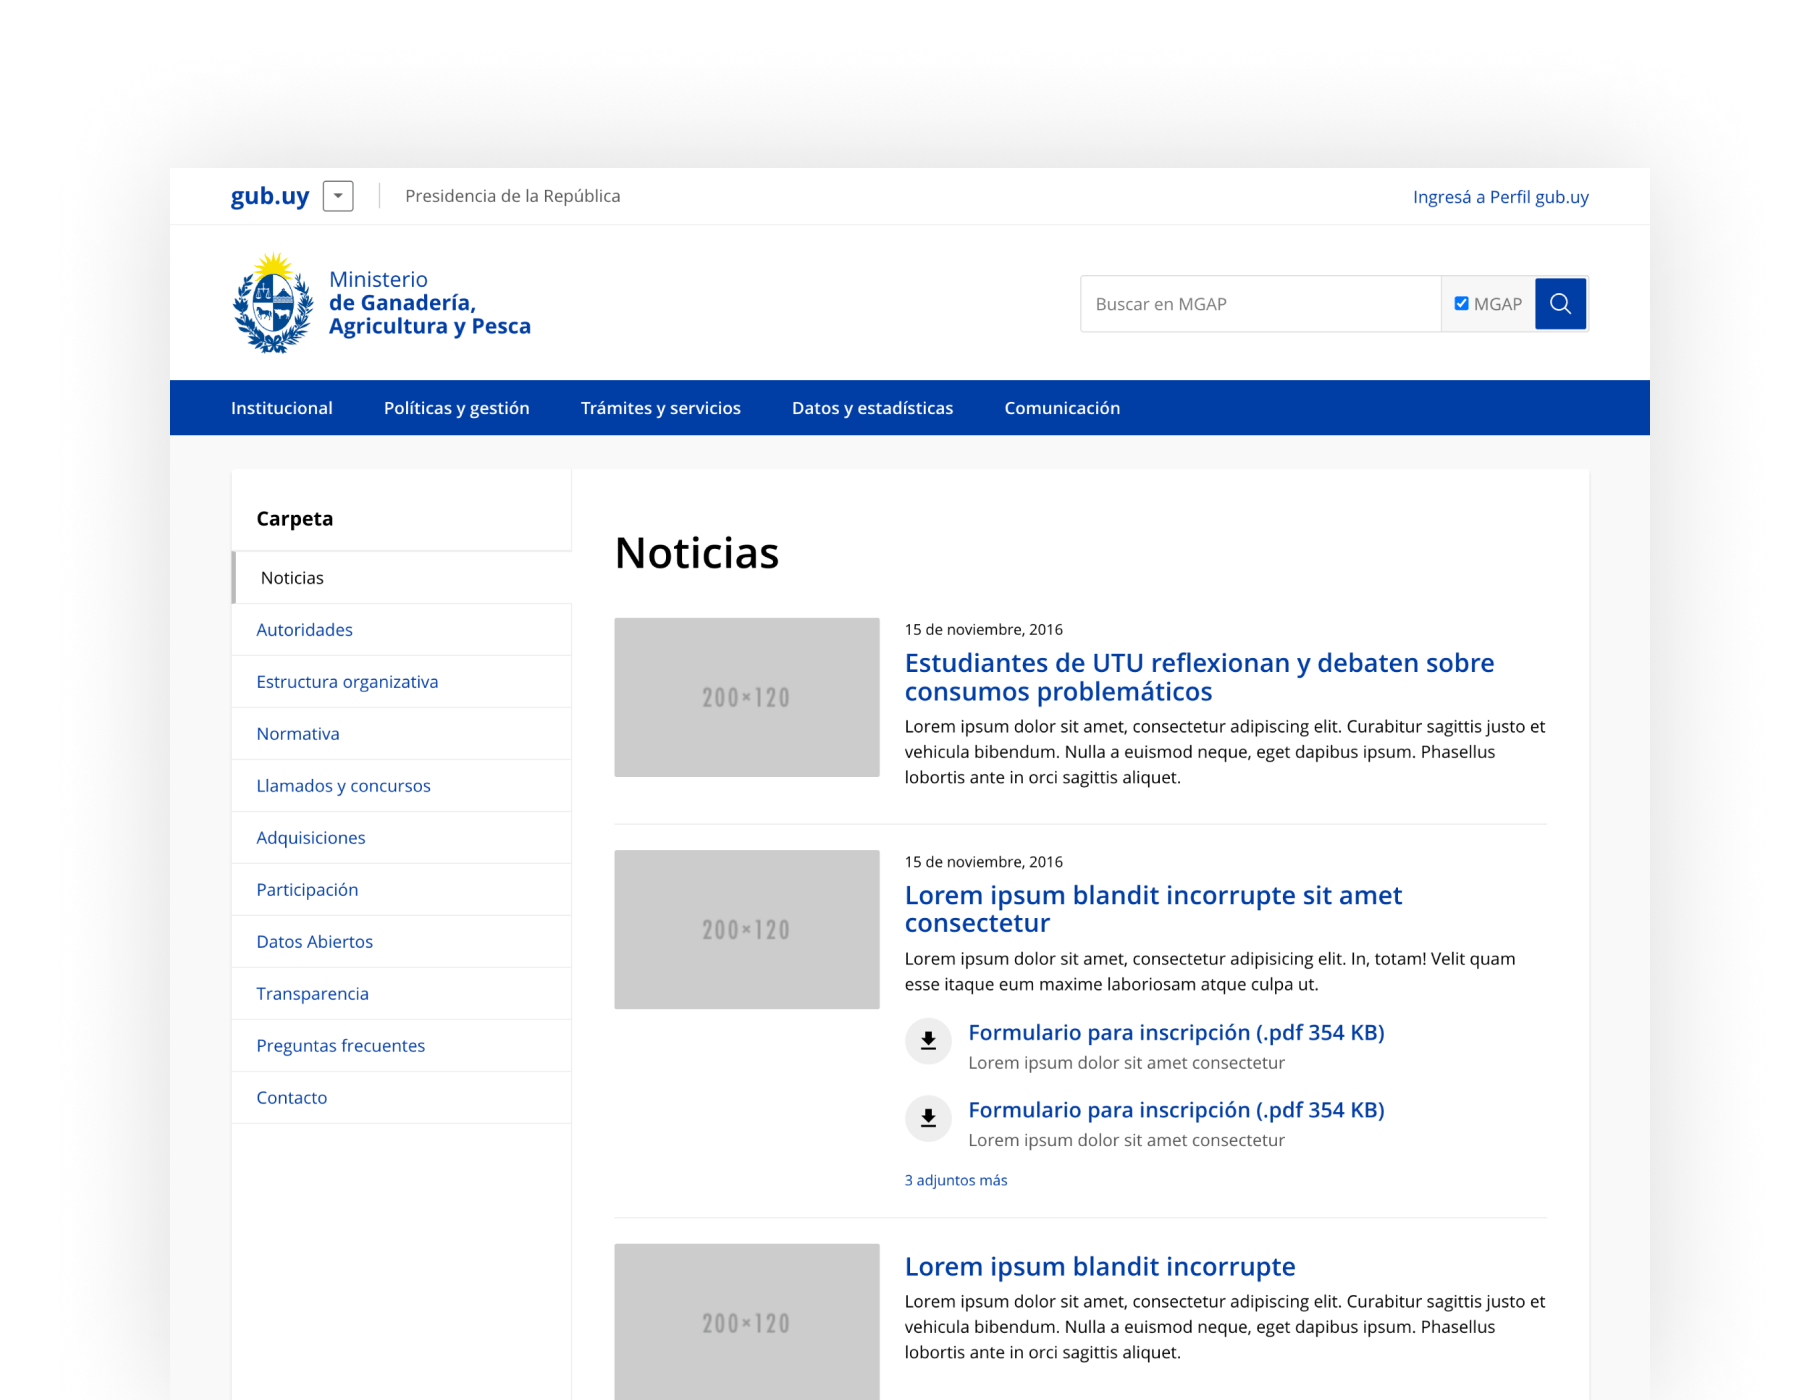 gub.uy
Presidencia de la República
Ingresá a Perfil gub.uy
Ministerio
de Ganadería,
Agricultura y Pesca
Buscar en MGAP
MGAP
Institucional
Políticas y gestión
Trámites y servicios
Datos y estadísticas
Comunicación
Carpeta
Noticias
Autoridades
Estructura organizativa
Normativa
Llamados y concursos
Adquisiciones
Participación
Datos Abiertos
Transparencia
Preguntas frecuentes
Contacto
Noticias
200×120
15 de noviembre, 2016
Estudiantes de UTU reflexionan y debaten sobre
consumos problemáticos
Lorem ipsum dolor sit amet, consectetur adipiscing elit. Curabitur sagittis justo et
vehicula bibendum. Nulla a euismod neque, eget dapibus ipsum. Phasellus
lobortis ante in orci sagittis aliquet.
200×120
15 de noviembre, 2016
Lorem ipsum blandit incorrupte sit amet
consectetur
Lorem ipsum dolor sit amet, consectetur adipisicing elit. In, totam! Velit quam
esse itaque eum maxime laboriosam atque culpa ut.
Formulario para inscripción (.pdf 354 KB)
Lorem ipsum dolor sit amet consectetur
Formulario para inscripción (.pdf 354 KB)
Lorem ipsum dolor sit amet consectetur
3 adjuntos más
200×120
Lorem ipsum blandit incorrupte
Lorem ipsum dolor sit amet, consectetur adipiscing elit. Curabitur sagittis justo et
vehicula bibendum. Nulla a euismod neque, eget dapibus ipsum. Phasellus
lobortis ante in orci sagittis aliquet.